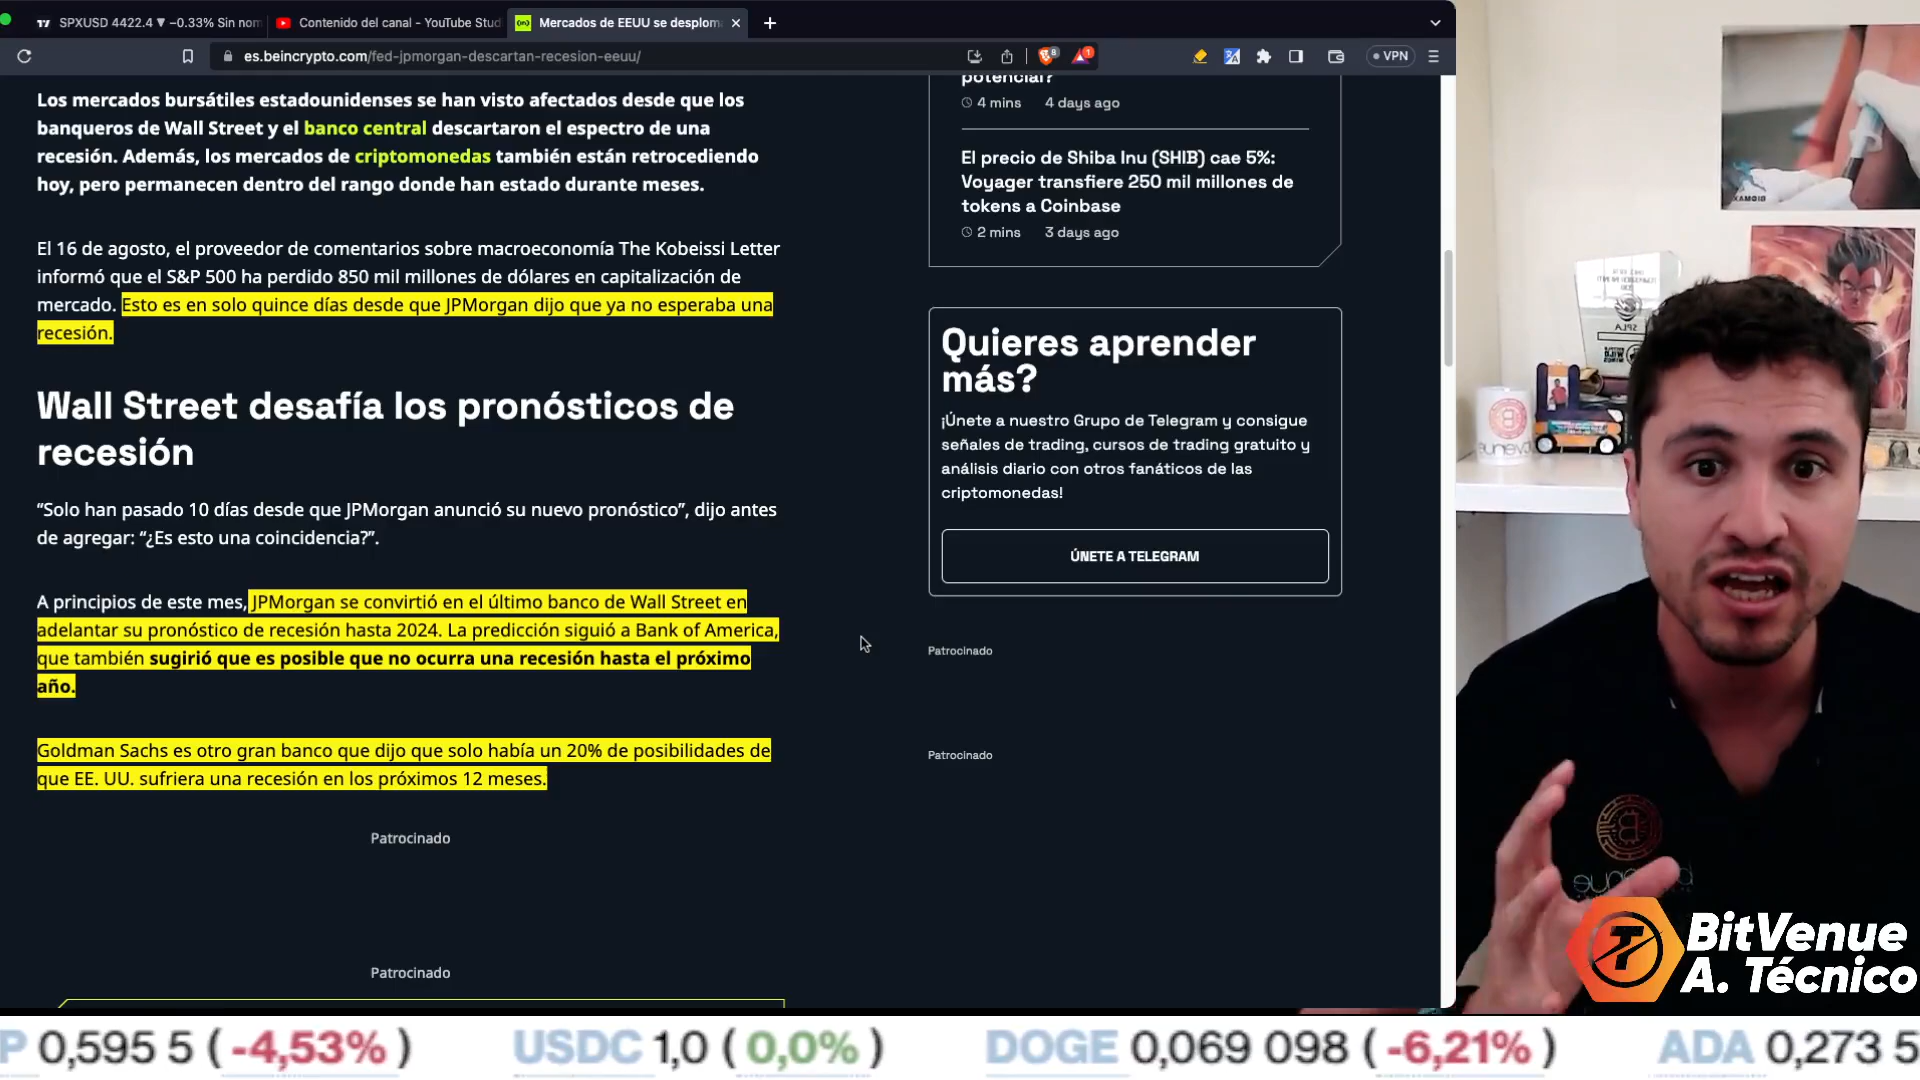 SPXUSD 4422.4 ▼ −0.33% Sin nom
Contenido del canal - YouTube Stud
Mercados de EEUU se desploma
es.beincrypto.com/fed-jpmorgan-descartan-recesion-eeuu/
8
1
VPN
Los mercados bursátiles estadounidenses se han visto afectados desde que los
banqueros de Wall Street y el banco central descartaron el espectro de una
recesión. Además, los mercados de criptomonedas también están retrocediendo
hoy, pero permanecen dentro del rango donde han estado durante meses.
El 16 de agosto, el proveedor de comentarios sobre macroeconomía The Kobeissi Letter
informó que el S&P 500 ha perdido 850 mil millones de dólares en capitalización de
mercado. Esto es en solo quince días desde que JPMorgan dijo que ya no esperaba una
recesión.
Wall Street desafía los pronósticos de
recesión
“Solo han pasado 10 días desde que JPMorgan anunció su nuevo pronóstico”, dijo antes
de agregar: “¿Es esto una coincidencia?”.
A principios de este mes, JPMorgan se convirtió en el último banco de Wall Street en
adelantar su pronóstico de recesión hasta 2024. La predicción siguió a Bank of America,
que también sugirió que es posible que no ocurra una recesión hasta el próximo
año.
Goldman Sachs es otro gran banco que dijo que solo había un 20% de posibilidades de
que EE. UU. sufriera una recesión en los próximos 12 meses.
Patrocinado
Patrocinado
potencial?
4 mins 4 days ago
El precio de Shiba Inu (SHIB) cae 5%:
Voyager transfiere 250 mil millones de
tokens a Coinbase
2 mins 3 days ago
Quieres aprender
más?
¡Únete a nuestro Grupo de Telegram y consigue
señales de trading, cursos de trading gratuito y
análisis diario con otros fanáticos de las
criptomonedas!
ÚNETE A TELEGRAM
Patrocinado
Patrocinado
SPLA
bitvenue
BitVenue
A. Técnico
P 0,595 5 ( -4,53% ) USDC 1,0 ( 0,0% ) DOGE 0,069 098 ( -6,21% ) ADA 0,273 5